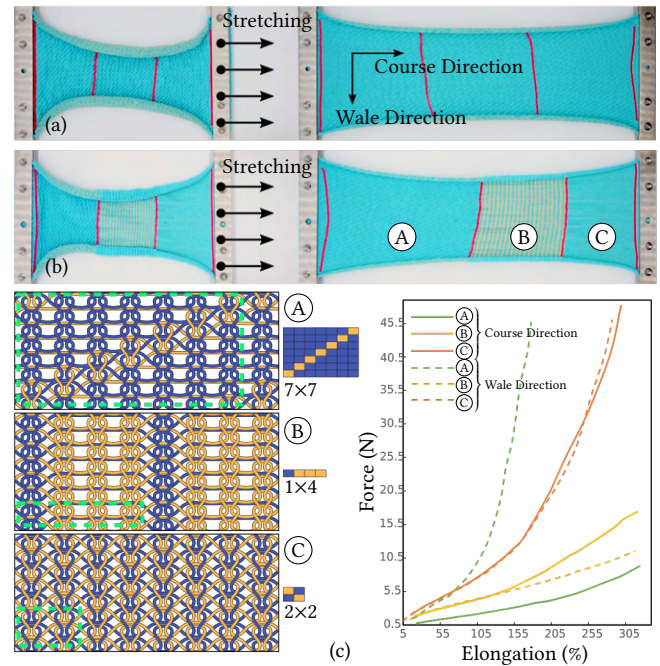 Stretching
Course Direction
Wale Direction
(a)
Stretching
A
B
C
(b)
A
7×7
B
1×4
C
2×2
(c)
A
B
Course Direction
C
A
B
Wale Direction
C
Force (N)
45.5
40.5
35.5
30.5
25.5
20.5
15.5
10.5
5.5
0.5
5
55
105
155
205
255
305
Elongation (%)